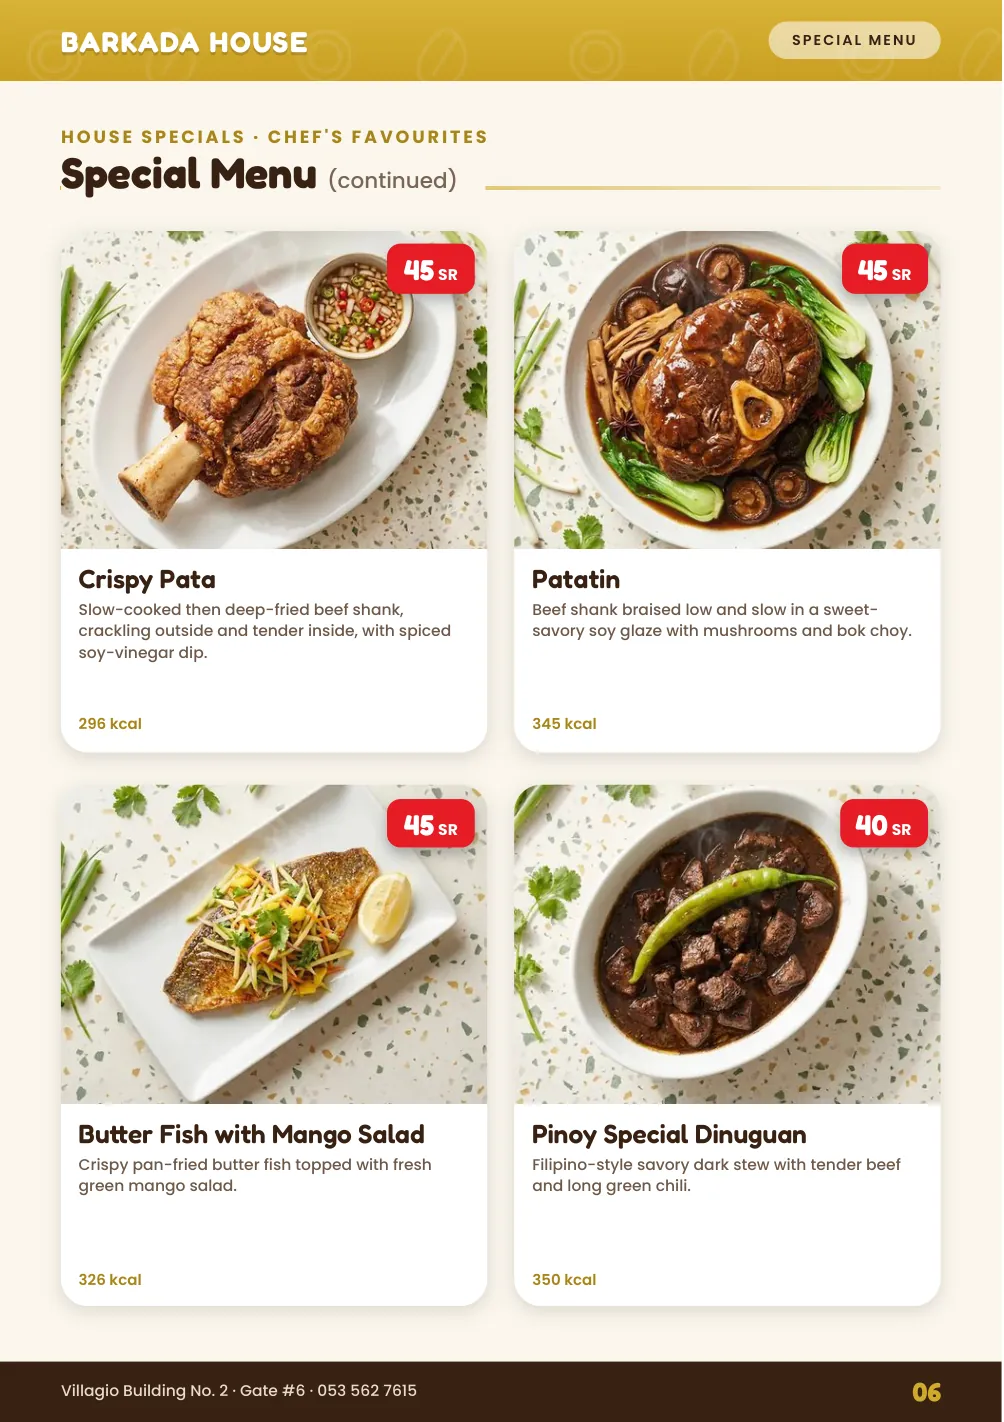 BARKADA HOUSE
SPECIAL MENU
HOUSE SPECIALS · CHEF'S FAVOURITES
Special Menu (continued)
45 SR
Crispy Pata
Slow-cooked then deep-fried beef shank,
crackling outside and tender inside, with spiced
soy-vinegar dip.
296 kcal
45 SR
Patatin
Beef shank braised low and slow in a sweet-
savory soy glaze with mushrooms and bok choy.
345 kcal
45 SR
Butter Fish with Mango Salad
Crispy pan-fried butter fish topped with fresh
green mango salad.
326 kcal
40 SR
Pinoy Special Dinuguan
Filipino-style savory dark stew with tender beef
and long green chili.
350 kcal
Villagio Building No. 2 · Gate #6 · 053 562 7615
06